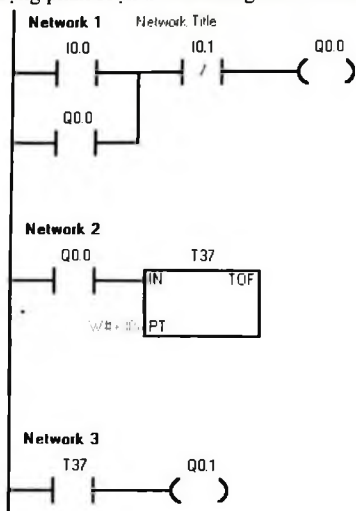 Network 1 Network Title
I0.0 I0.1 Q0.0
/
Q0.0
Network 2
Q0.0 T37
IN TOF
PT
Network 3
T37 Q0.1